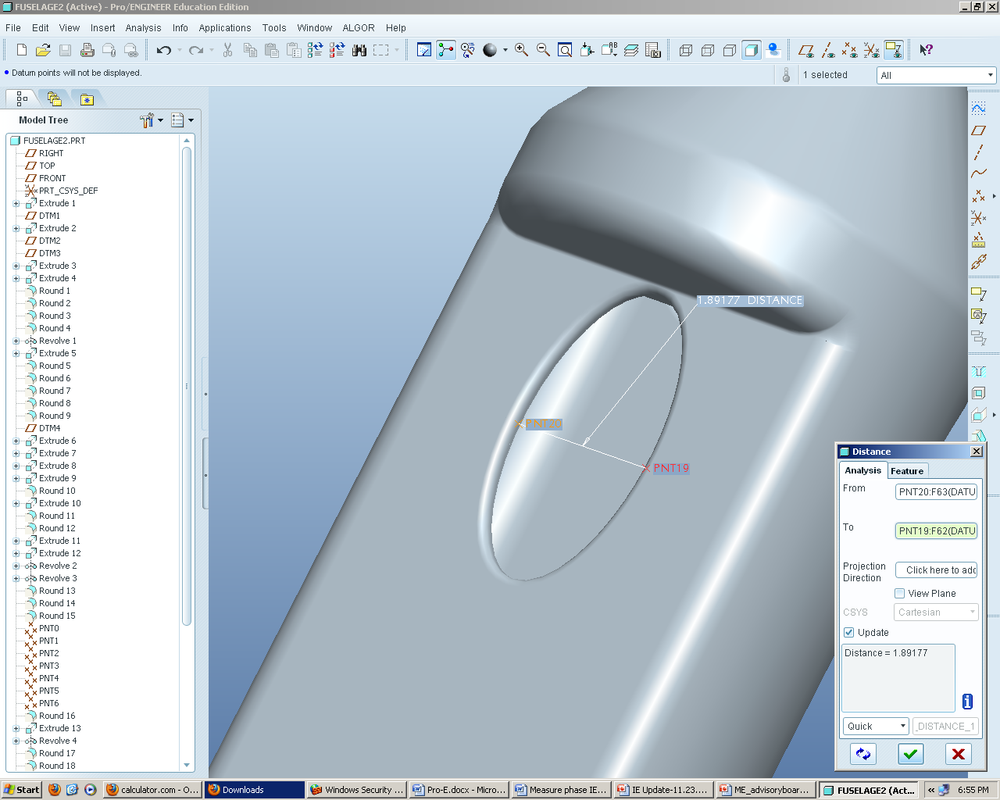 FUSELAGE2 (Active) - Pro/ENGINEER Education Edition
File Edit View Insert Analysis Info Applications Tools Window ALGOR Help
Datum points will not be displayed.
1 selected
All
Model Tree
FUSELAGE2.PRT
RIGHT
TOP
FRONT
PRT_CSYS_DEF
Extrude 1
DTM1
Extrude 2
DTM2
DTM3
Extrude 3
Extrude 4
Round 1
Round 2
Round 3
Round 4
Revolve 1
Extrude 5
Round 5
Round 6
Round 7
Round 8
Round 9
DTM4
Extrude 6
Extrude 7
Extrude 8
Extrude 9
Round 10
Extrude 10
Round 11
Round 12
Extrude 11
Extrude 12
Revolve 2
Revolve 3
Round 13
Round 14
Round 15
PNT0
PNT1
PNT2
PNT3
PNT4
PNT5
PNT6
Round 16
Extrude 13
Revolve 4
Round 17
Round 18
1.89177 DISTANCE
PNT19
Distance
Analysis Feature
From
PNT20:F63(DATU
To
PNT19:F62(DATU
Projection
Direction
Click here to add
View Plane
CSYS
Cartesian
Update
Distance = 1.89177
Quick
_DISTANCE_1
Start
calculator.com - O...
Downloads
Windows Security ...
Pro-E.docx - Micro...
Measure phase IE...
IE Update-11.23....
ME_advisoryboar...
FUSELAGE2 (Act...
6:55 PM